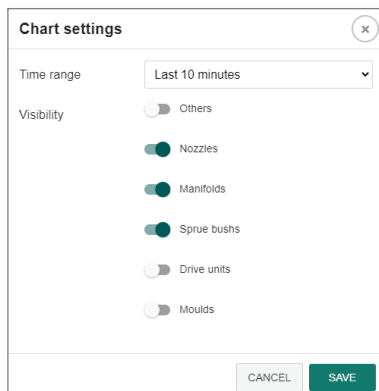 Chart settings
Time range
Last 10 minutes
Visibility
Others
Nozzles
Manifolds
Sprue bushs
Drive units
Moulds
CANCEL
SAVE